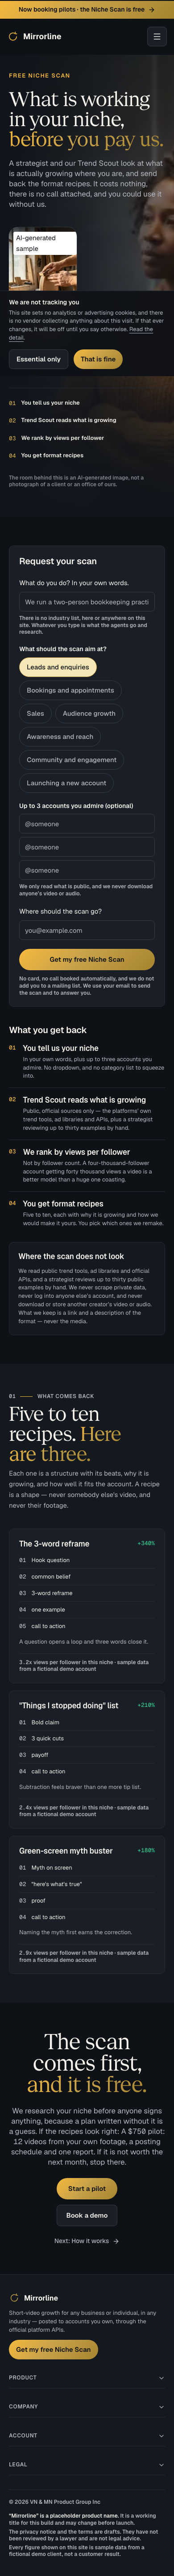 Now booking pilots · the Niche Scan is free →
Mirrorline
FREE NICHE SCAN
What is working
in your niche,
before you pay us.
A strategist and our Trend Scout look at what
is actually growing where you are, and send
back the format recipes. It costs nothing,
there is no call attached, and you could use it
without us.
AI-generated
sample
We are not tracking you
This site sets no analytics or advertising cookies, and there
is no vendor collecting anything about this visit. If that ever
changes, it will be off until you say otherwise. Read the
detail.
Essential only
That is fine
01 You tell us your niche
02 Trend Scout reads what is growing
03 We rank by views per follower
04 You get format recipes
The room behind this is an AI-generated image, not a
photograph of a client or an office of ours.
Request your scan
What do you do? In your own words.
We run a two-person bookkeeping practi
There is no industry list, here or anywhere on this
site. Whatever you type is what the agents go and
research.
What should the scan aim at?
Leads and enquiries
Bookings and appointments
Sales
Audience growth
Awareness and reach
Community and engagement
Launching a new account
Up to 3 accounts you admire (optional)
@someone
@someone
@someone
We only read what is public, and we never download
anyone's video or audio.
Where should the scan go?
you@example.com
Get my free Niche Scan
No card, no call booked automatically, and we do not
add you to a mailing list. We use your email to send
the scan and to answer you.
What you get back
01 You tell us your niche
In your own words, plus up to three accounts you
admire. No dropdown, and no category list to squeeze
into.
02 Trend Scout reads what is growing
Public, official sources only — the platforms' own
trend tools, ad libraries and APIs, plus a strategist
reviewing up to thirty examples by hand.
03 We rank by views per follower
Not by follower count. A four-thousand-follower
account getting forty thousand views a video is a
better model than a huge one coasting.
04 You get format recipes
Five to ten, each with why it is growing and how we
would make it yours. You pick which ones we remake.
Where the scan does not look
We read public trend tools, ad libraries and official
APIs, and a strategist reviews up to thirty public
examples by hand. We never scrape private data,
never log into anyone else's account, and never
download or store another creator's video or audio.
What we keep is a link and a description of the
format — never the media.
01 WHAT COMES BACK
Five to ten
recipes. Here
are three.
Each one is a structure with its beats, why it is
growing, and how well it fits the account. A recipe
is a shape — never somebody else's video, and
never their footage.
The 3-word reframe +340%
01 Hook question
02 common belief
03 3-word reframe
04 one example
05 call to action
A question opens a loop and three words close it.
3.2x views per follower in this niche · sample data
from a fictional demo account
"Things I stopped doing" list +210%
01 Bold claim
02 3 quick cuts
03 payoff
04 call to action
Subtraction feels braver than one more tip list.
2.4x views per follower in this niche · sample data
from a fictional demo account
Green-screen myth buster +180%
01 Myth on screen
02 "here's what's true"
03 proof
04 call to action
Naming the myth first earns the correction.
2.9x views per follower in this niche · sample data
from a fictional demo account
The scan
comes first,
and it is free.
We research your niche before anyone signs
anything, because a plan written without it is
a guess. If the recipes look right: A $750 pilot:
12 videos from your own footage, a posting
schedule and one report. If it is not worth the
next month, stop there.
Start a pilot
Book a demo
Next: How it works →
Mirrorline
Short-video growth for any business or individual, in any
industry — posted to accounts you own, through the
official platform APIs.
Get my free Niche Scan
PRODUCT
COMPANY
ACCOUNT
LEGAL
© 2026 VN & MN Product Group Inc
"Mirrorline" is a placeholder product name. It is a working
title for this build and may change before launch.
The privacy notice and the terms are drafts. They have not
been reviewed by a lawyer and are not legal advice.
Every figure shown on this site is sample data from a
fictional demo client, not a customer result.